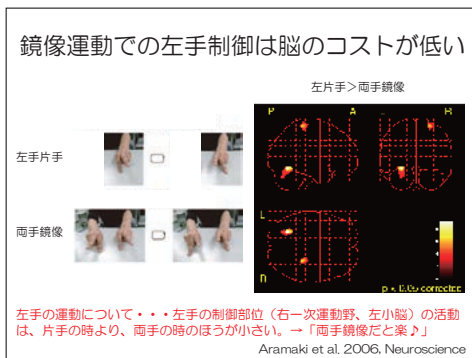 鏡像運動での左手制御は脳のコストが低い
左片手＞両手鏡像
左手片手
両手鏡像
P
A
R
L
R
p < 0.05 corrected
左手の運動について・・・左手の制御部位（右一次運動野、左小脳）の活動
は、片手の時より、両手の時のほうが小さい。→「両手鏡像だと楽♪」
Aramaki et al, 2006, Neuroscience